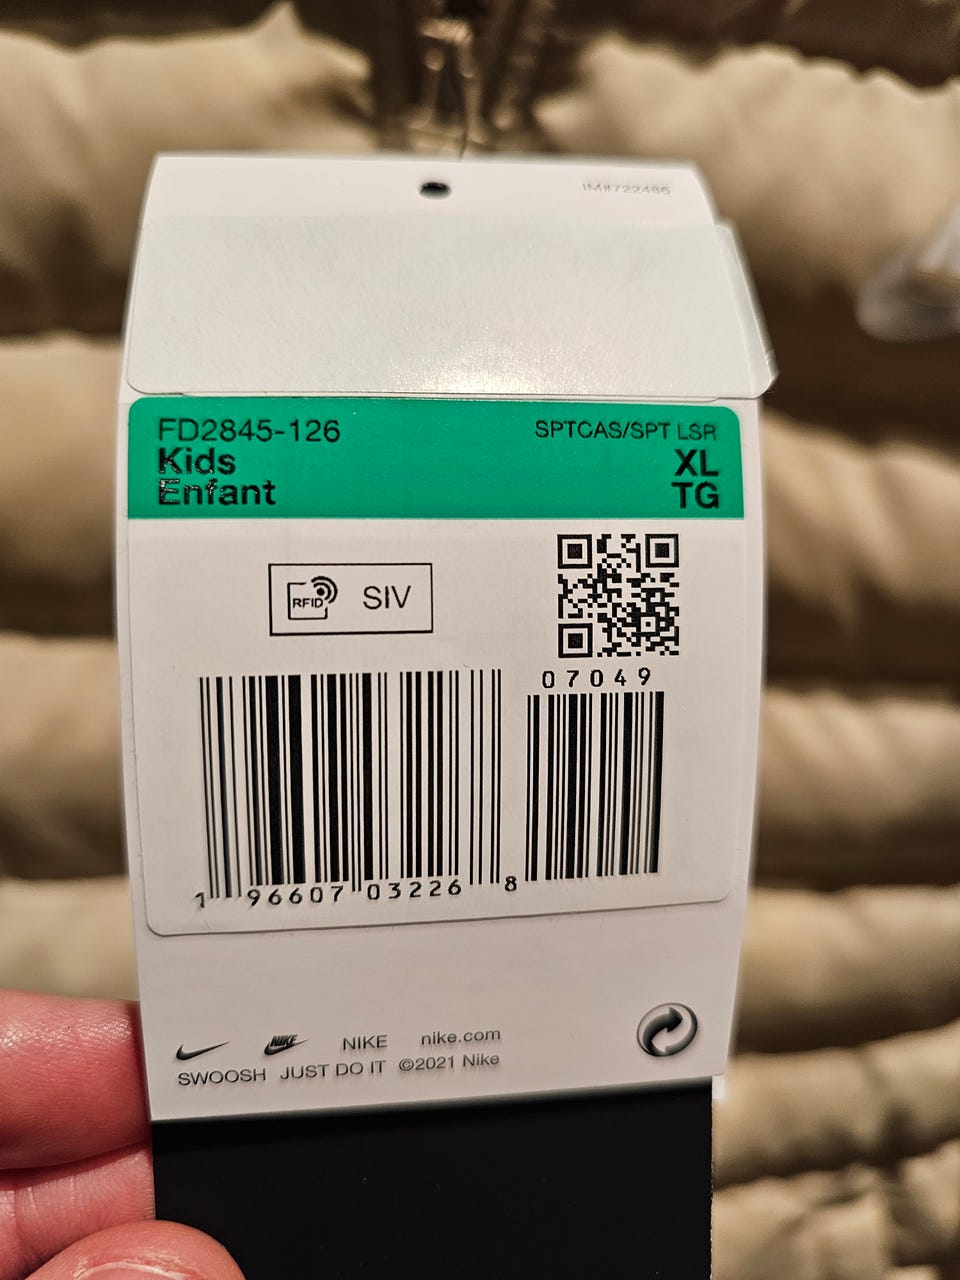 IM#722486
FD2845-126
SPTCAS/SPT LSR
Kids
XL
Enfant
TG
RFID SIV
07049
1 96607 03226 8
NIKE NIKE nike.com
SWOOSH JUST DO IT ©2021 Nike